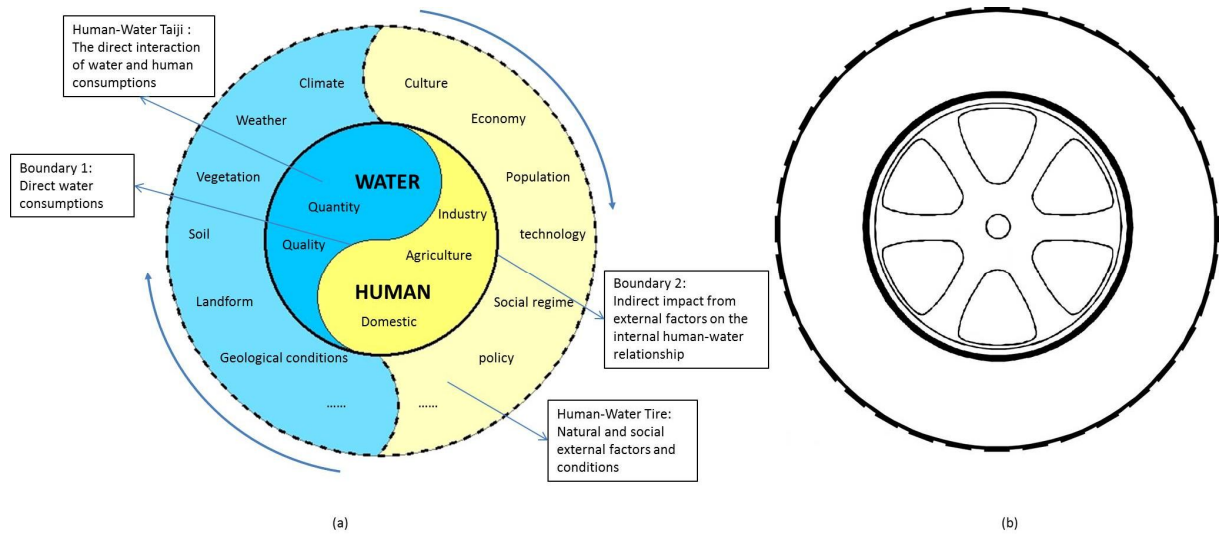 Human-Water Taiji :
The direct interaction
of water and human
consumptions
Boundary 1:
Direct water
consumptions
Climate
Weather
Vegetation
Soil
Landform
Geological conditions
......
Culture
Economy
Population
technology
Social regime
policy
......
WATER
Quantity
Quality
Industry
Agriculture
HUMAN
Domestic
Boundary 2:
Indirect impact from
external factors on the
internal human-water
relationship
Human-Water Tire:
Natural and social
external factors and
conditions
(a)
(b)